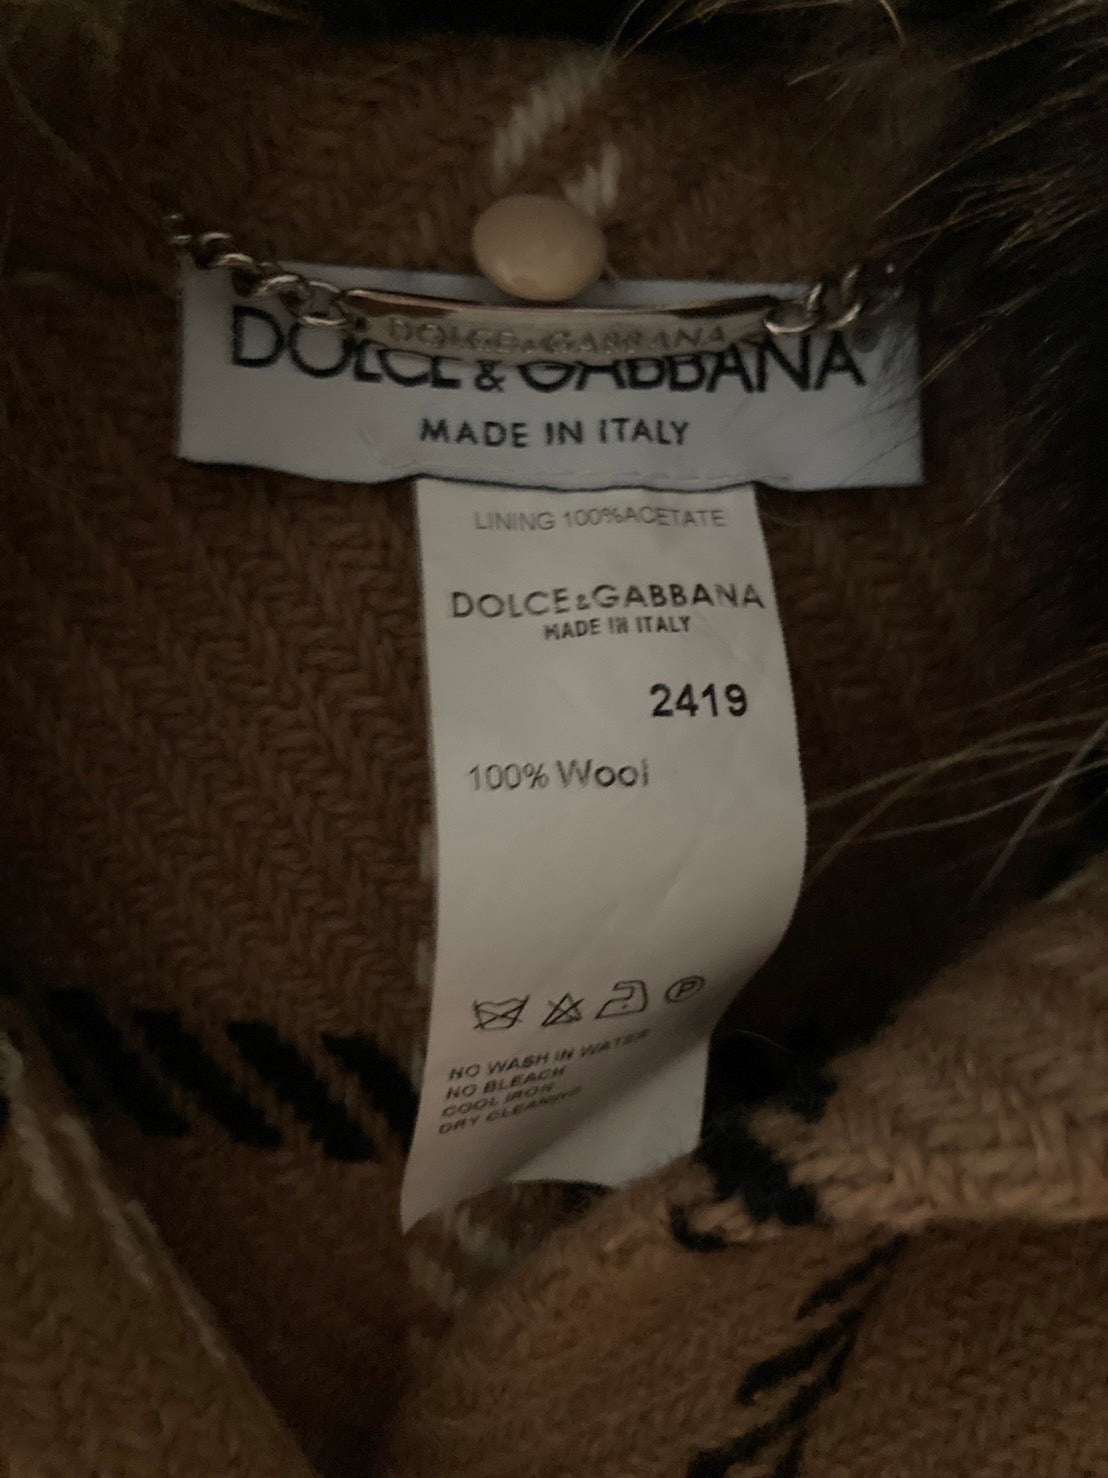 DOLCE&GABBANA
DOLCE & GABBANA
MADE IN ITALY
LINING 100%ACETATE
DOLCE&GABBANA
MADE IN ITALY
2419
100% Wool
P
NO WASH IN WATER
NO BLEACH
COOL IRON
DRY CLEANING